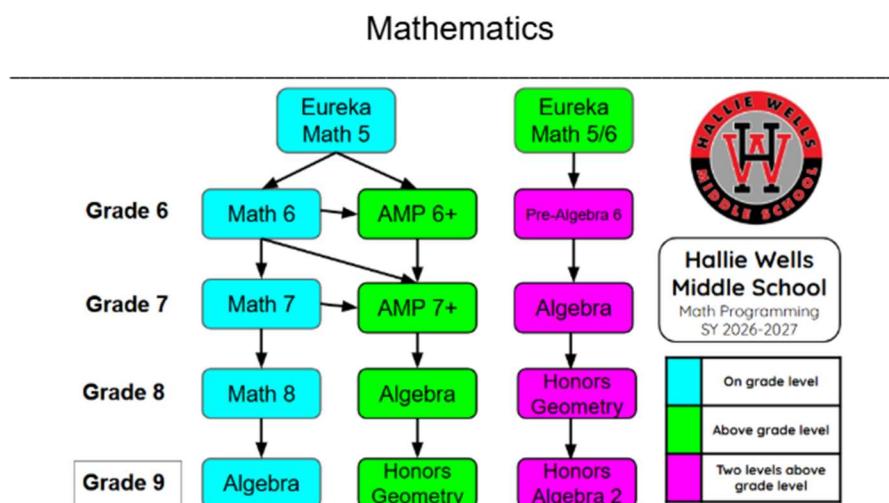 Mathematics
Eureka
Math 5
Eureka
Math 5/6
HALLIE WELLS
MIDDLE SCHOOL
HW
Grade 6
Math 6
AMP 6+
Pre-Algebra 6
Hallie Wells
Middle School
Math Programming
SY 2026-2027
Grade 7
Math 7
AMP 7+
Algebra
Grade 8
Math 8
Algebra
Honors
Geometry
On grade level
Above grade level
Two levels above
grade level
Grade 9
Algebra
Honors
Geometry
Honors
Algebra 2